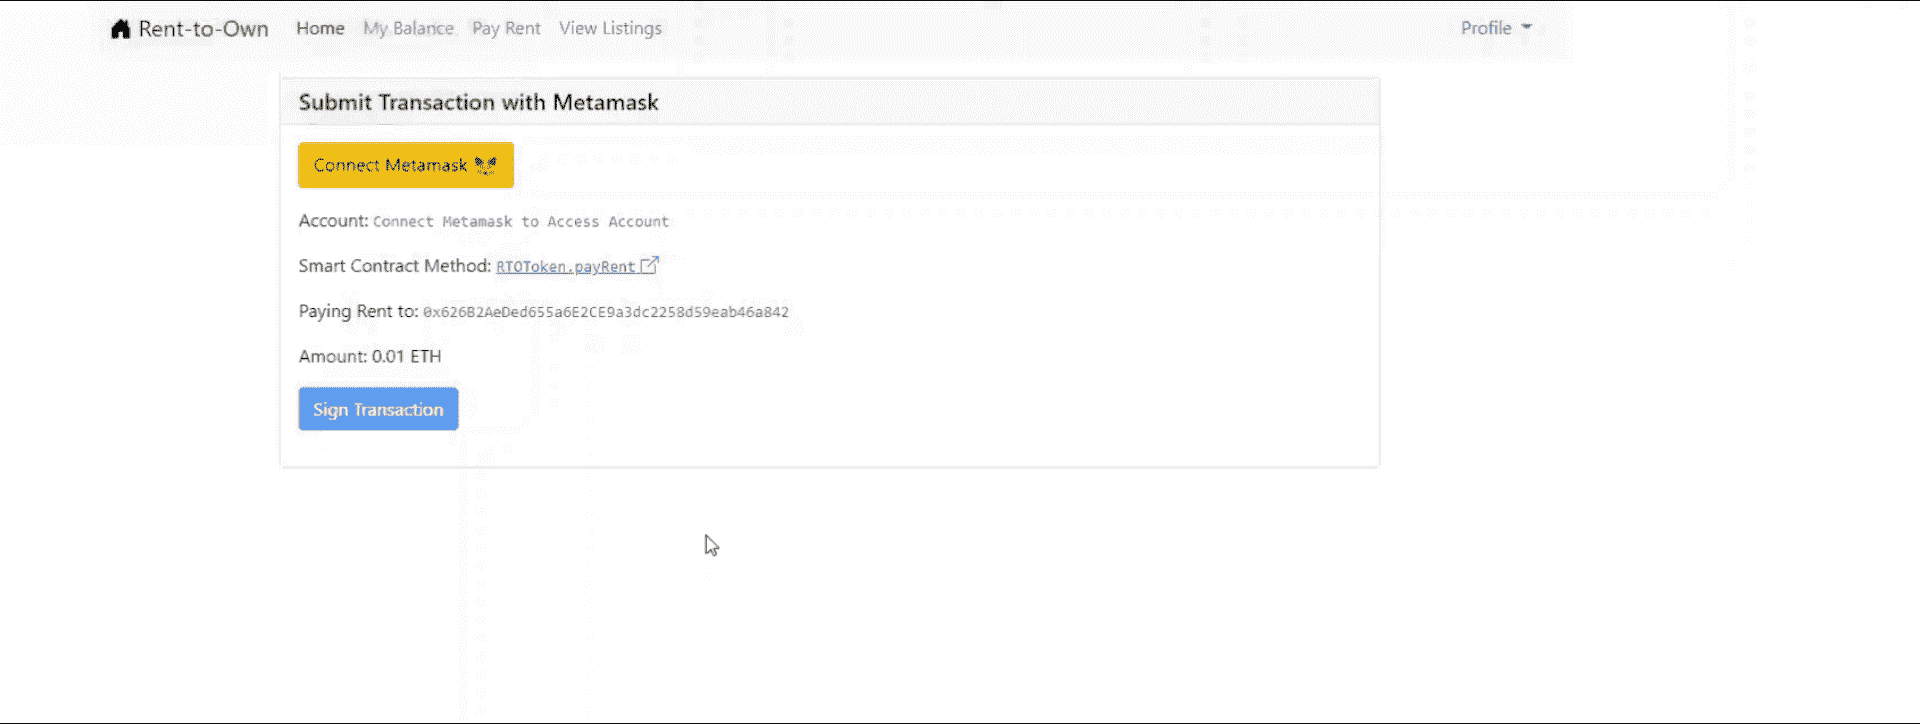 Rent-to-Own Home My Balance Pay Rent View Listings Profile
Submit Transaction with Metamask
Connect Metamask
Account: Connect Metamask to Access Account
Smart Contract Method: RTOToken.payRent
Paying Rent to: 0x626B2AeDed655a6E2CE9a3dc2258d59eab46a842
Amount: 0.01 ETH
Sign Transaction